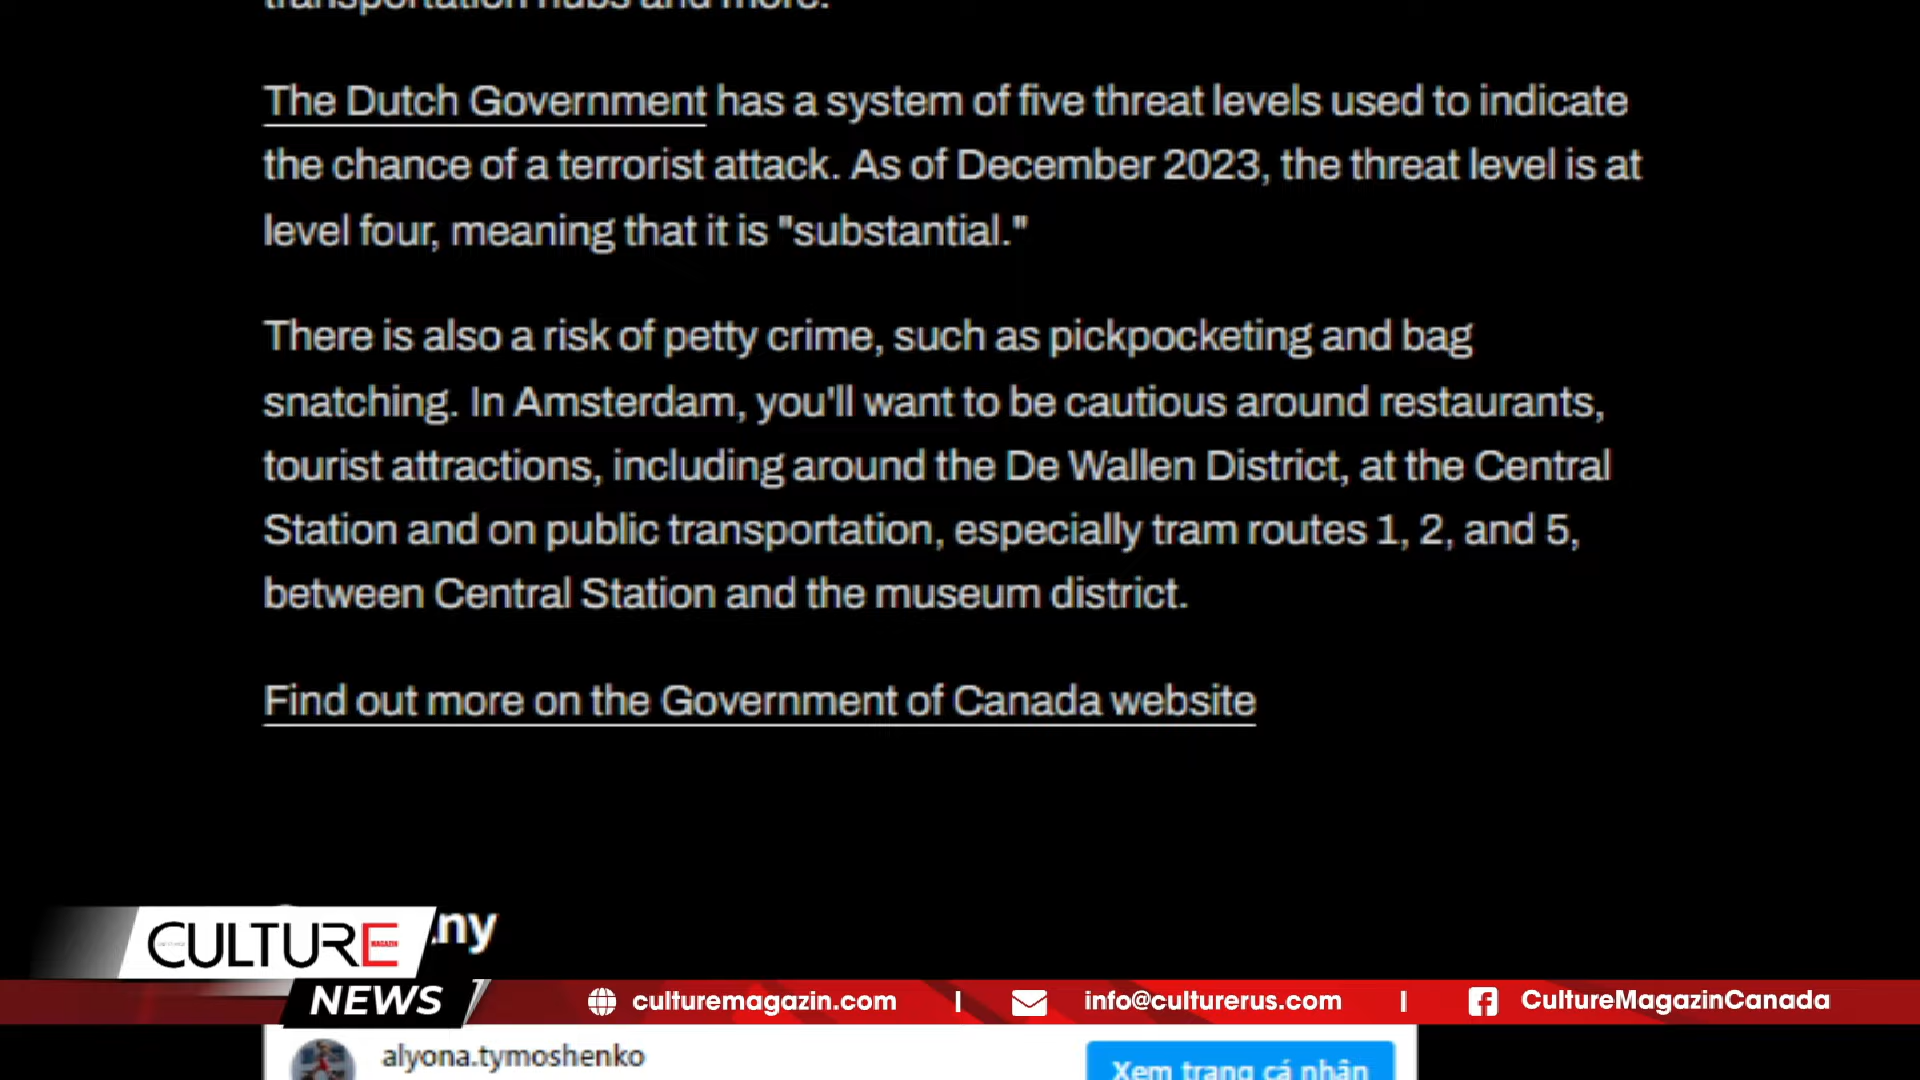 transportation hubs and more.
The Dutch Government has a system of five threat levels used to indicate
the chance of a terrorist attack. As of December 2023, the threat level is at
level four, meaning that it is "substantial."
There is also a risk of petty crime, such as pickpocketing and bag
snatching. In Amsterdam, you'll want to be cautious around restaurants,
tourist attractions, including around the De Wallen District, at the Central
Station and on public transportation, especially tram routes 1, 2, and 5,
between Central Station and the museum district.
Find out more on the Government of Canada website
CULTURE MAGAZIN
NEWS
culturemagazin.com | info@culturerus.com | CultureMagazinCanada
alyona.tymoshenko
Xem trang cá nhân